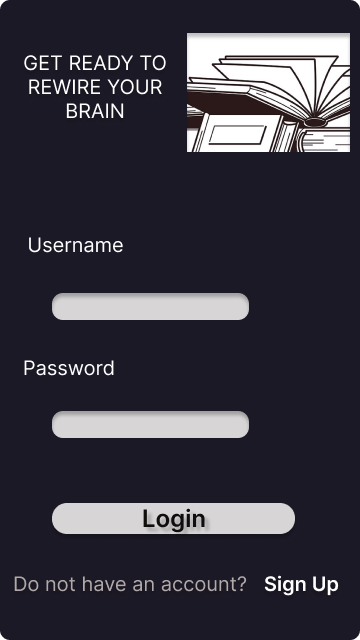 GET READY TO
REWIRE YOUR
BRAIN
Username
Password
Login
Do not have an account? Sign Up